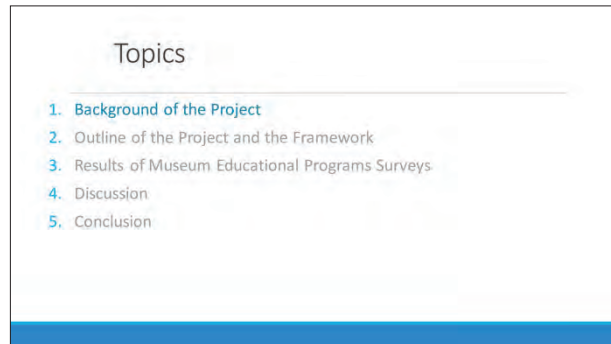 Topics
1. Background of the Project
2. Outline of the Project and the Framework
3. Results of Museum Educational Programs Surveys
4. Discussion
5. Conclusion